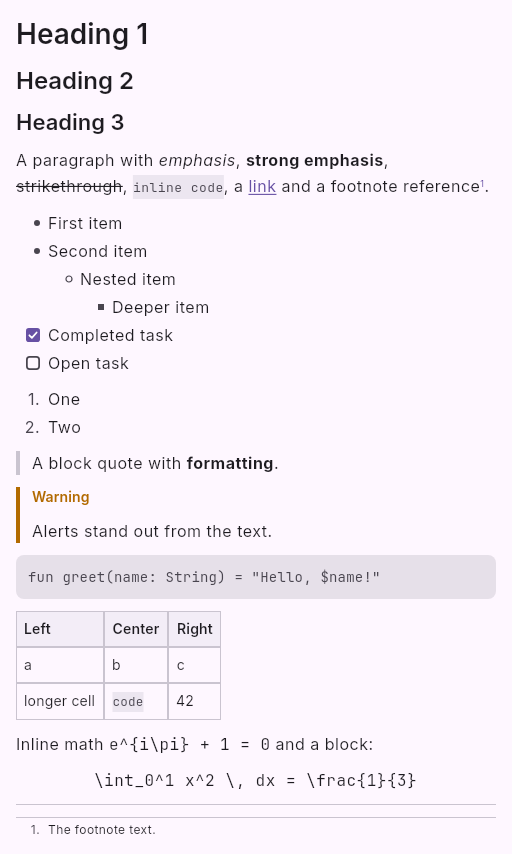 Heading 1
Heading 2
Heading 3
A paragraph with emphasis, strong emphasis,
strikethrough, inline code, a link and a footnote reference1.
First item
Second item
Nested item
Deeper item
Completed task
Open task
1. One
2. Two
A block quote with formatting.
Warning
Alerts stand out from the text.
fun greet(name: String) = "Hello, $name!"
Left Center Right
a b c
longer cell code 42
Inline math e^{i\pi} + 1 = 0 and a block:
\int_0^1 x^2 \, dx = \frac{1}{3}
1. The footnote text.